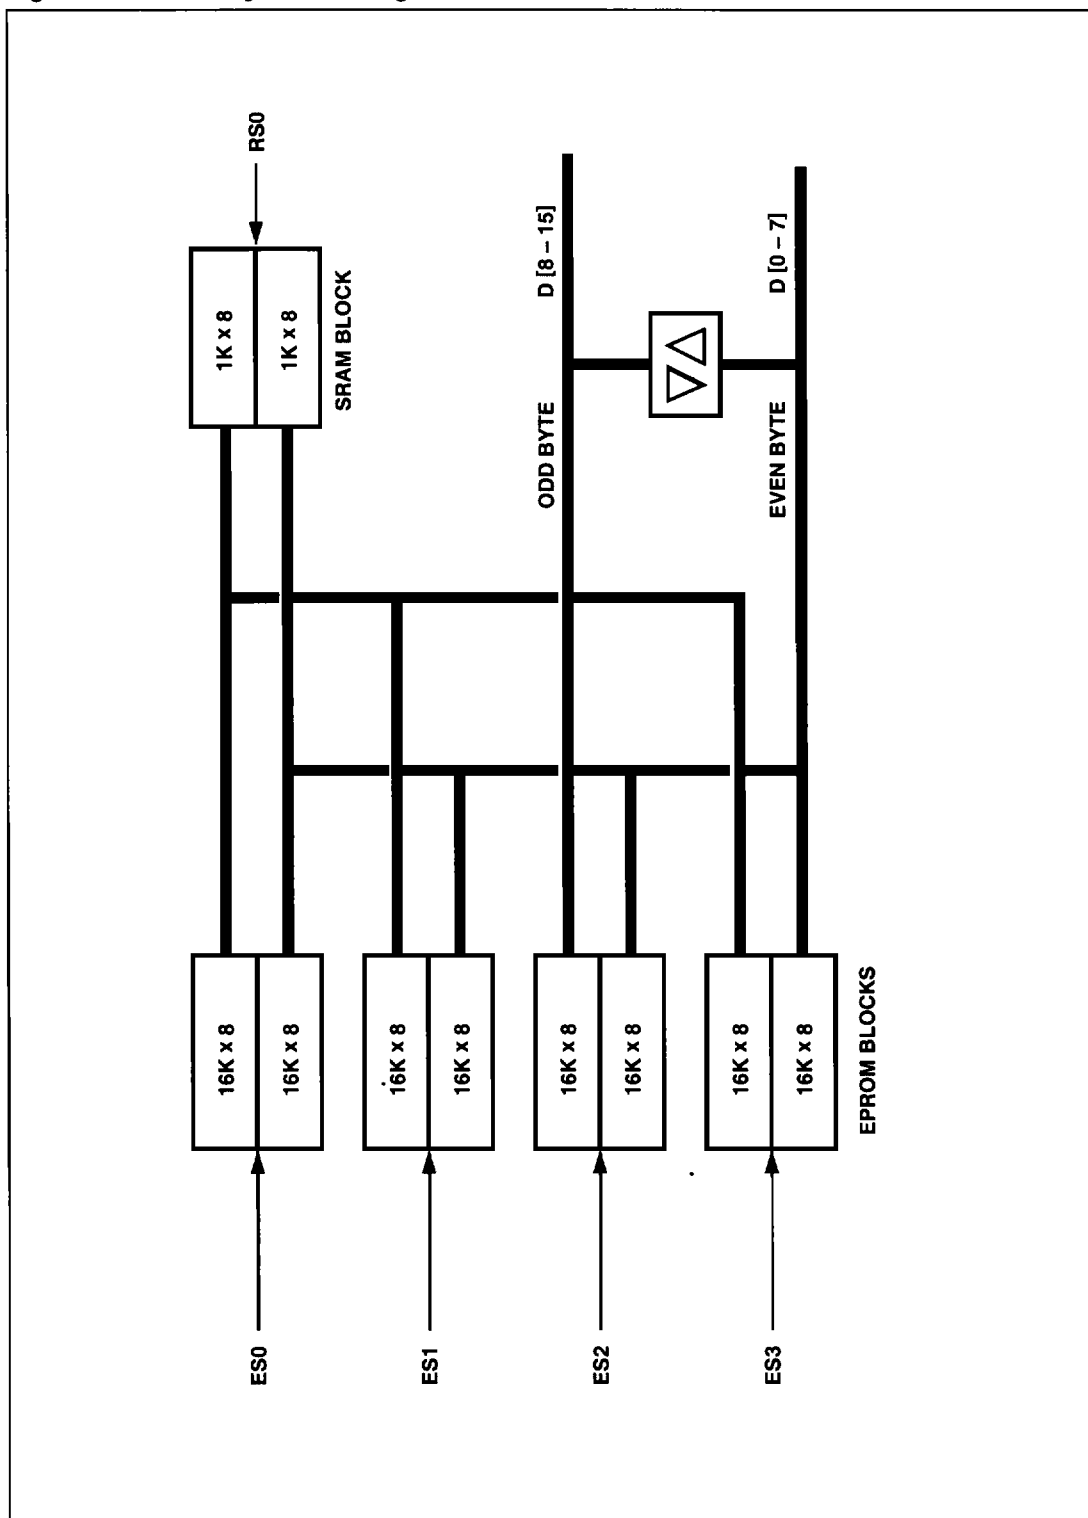 16K x 8
1K x 8
ES0
RS0
16K x 8
1K x 8
SRAM BLOCK
16K x 8
ES1
16K x 8
ODD BYTE
D [8 – 15]
16K x 8
ES2
16K x 8
16K x 8
ES3
EVEN BYTE
D [0 – 7]
16K x 8
EPROM BLOCKS